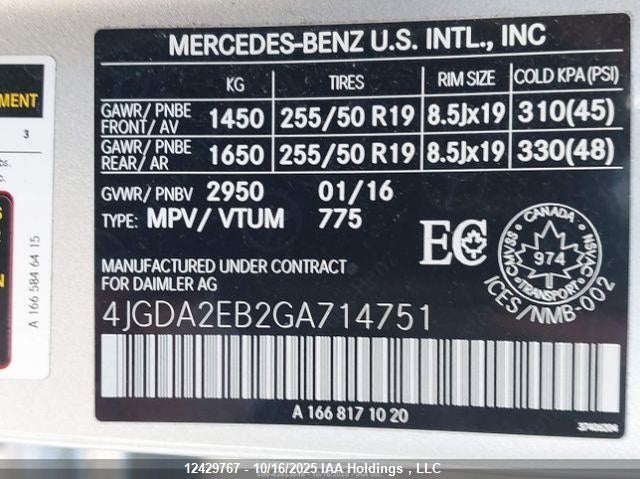 MERCEDES-BENZ U.S. INTL., INC
KG TIRES RIM SIZE COLD KPA (PSI)
GAWR/ PNBE FRONT/ AV 1450 255/50 R19 8.5Jx19 310(45)
GAWR/ PNBE REAR/ AR 1650 255/50 R19 8.5Jx19 330(48)
GVWR/ PNBV 2950 01/16
TYPE: MPV/ VTUM 775
EC
CANADA
CMVSS 974 NSVAC
TRANSPORT
ICES/NMB-002
MANUFACTURED UNDER CONTRACT
FOR DAIMLER AG
4JGDA2EB2GA714751
A 166 817 10 20
MENT
3
A 166 584 64 15
12429767 - 10/16/2025 IAA Holdings , LLC